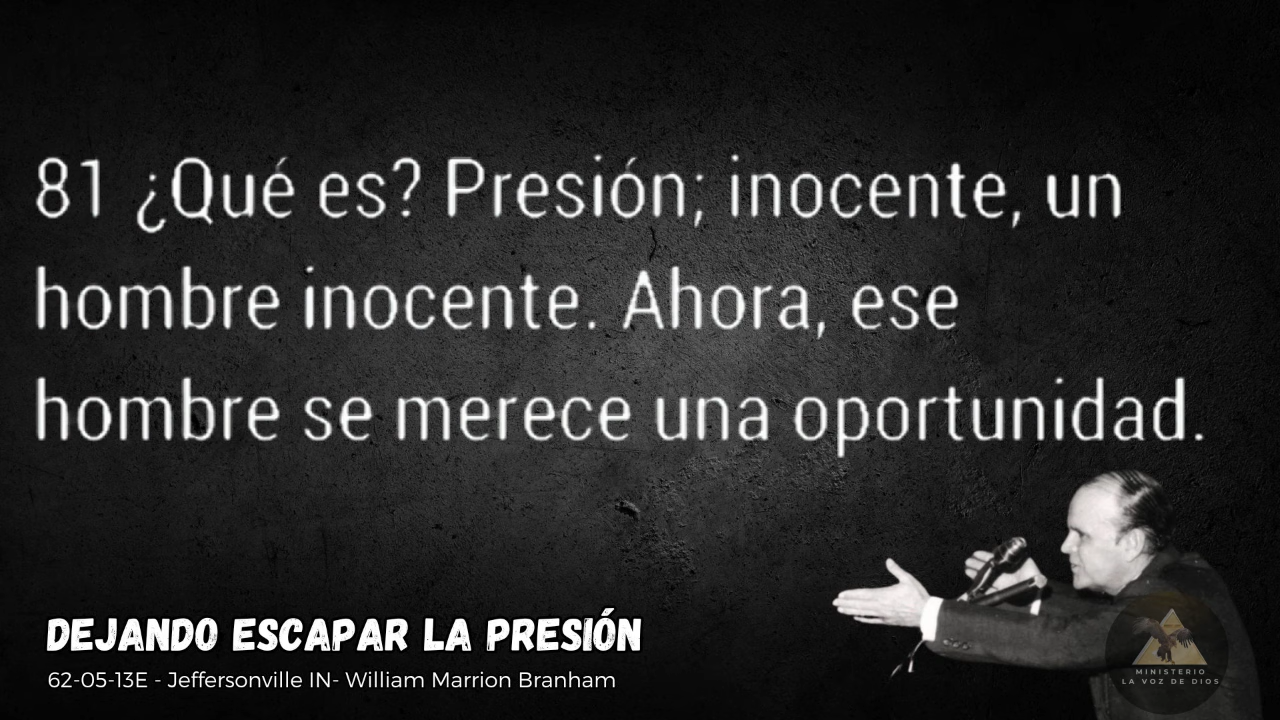 81 ¿Qué es? Presión; inocente, un
hombre inocente. Ahora, ese
hombre se merece una oportunidad.
DEJANDO ESCAPAR LA PRESIÓN
62-05-13E - Jeffersonville IN- William Marrion Branham
MINISTERIO
LA VOZ DE DIOS